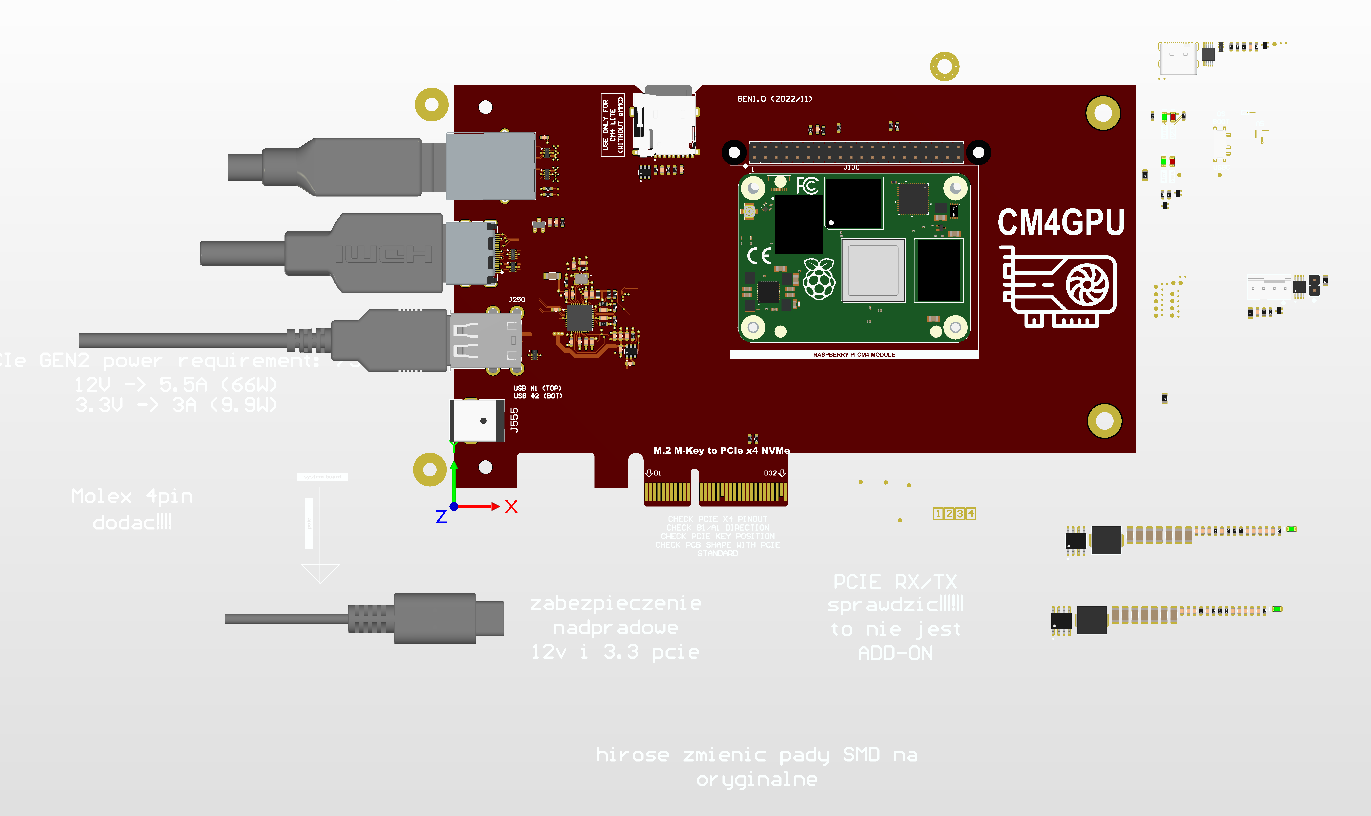 GEN1.0 (2022/11)
USE ONLY FOR
CM4 LITE
(WITHOUT EMMC)
J100
FC
CE
CM4GPU
HDMI
J250
RASPBERRY PI CM4 MODULE
CIe GEN2 power requirement:
12V -> 5.5A (66W)
3.3V -> 3A (9.9W)
USB #1 (TOP)
USB #2 (BOT)
J555
M.2 M-Key to PCIe x4 NVMe
Y
Z
X
Molex 4pin
dodac!!!!
1 2 3 4
CHECK PCIE X4 PINOUT
CHECK B1-A1 DIRECTION
CHECK PCIE KEY POSITION
CHECK PCB SHAPE WITH PCIE
STANDARD
zabezpieczenie
nadpradowe
12v i 3.3 pcie
PCIE RX/TX
sprawdzic!!!!!!
to nie jest
ADD-ON
hirose zmienic pady SMD na
oryginalne